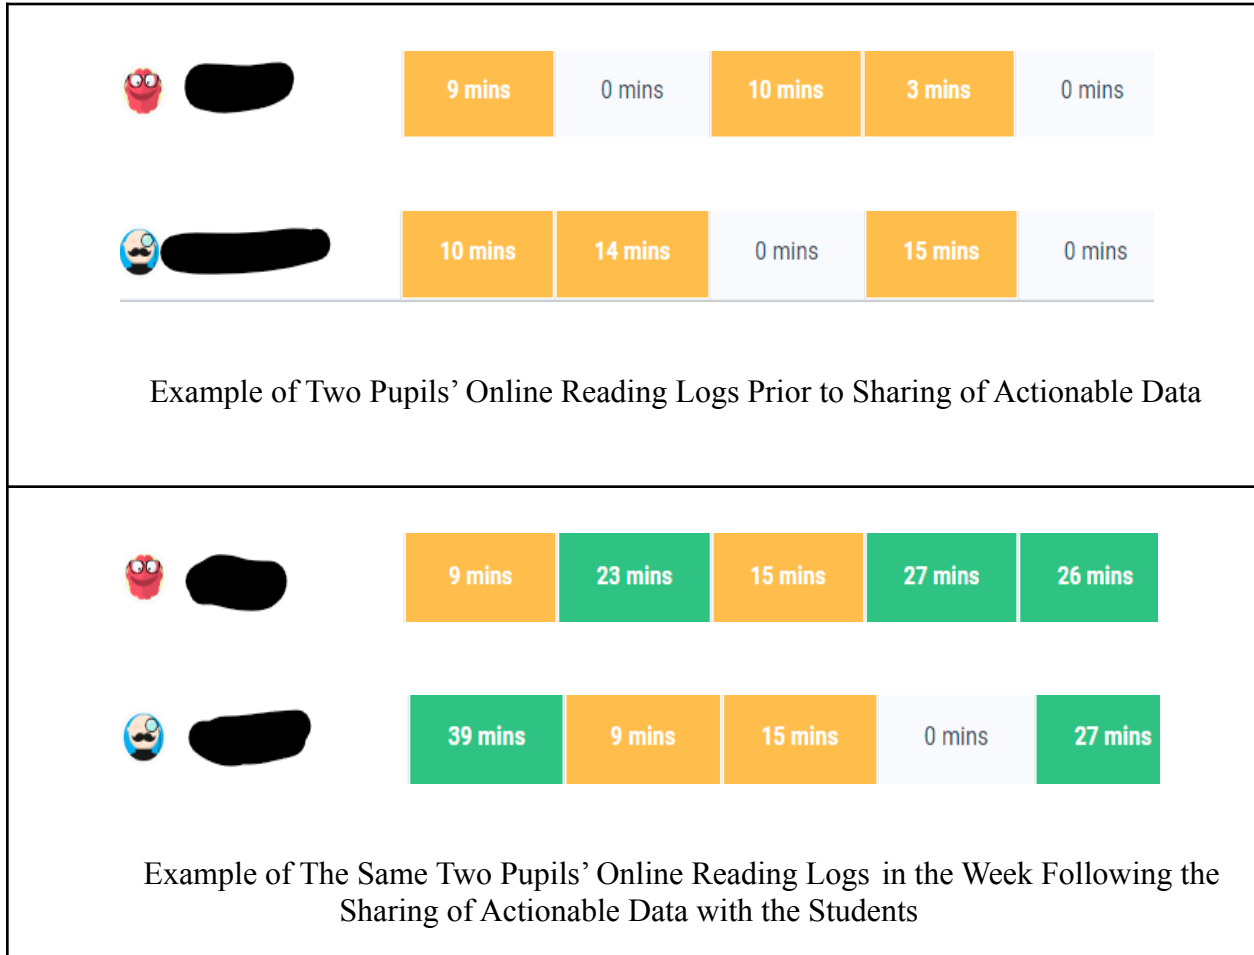 9 mins 0 mins 10 mins 3 mins 0 mins
10 mins 14 mins 0 mins 15 mins 0 mins
Example of Two Pupils’ Online Reading Logs Prior to Sharing of Actionable Data
9 mins 23 mins 15 mins 27 mins 26 mins
39 mins 9 mins 15 mins 0 mins 27 mins
Example of The Same Two Pupils’ Online Reading Logs in the Week Following the
Sharing of Actionable Data with the Students